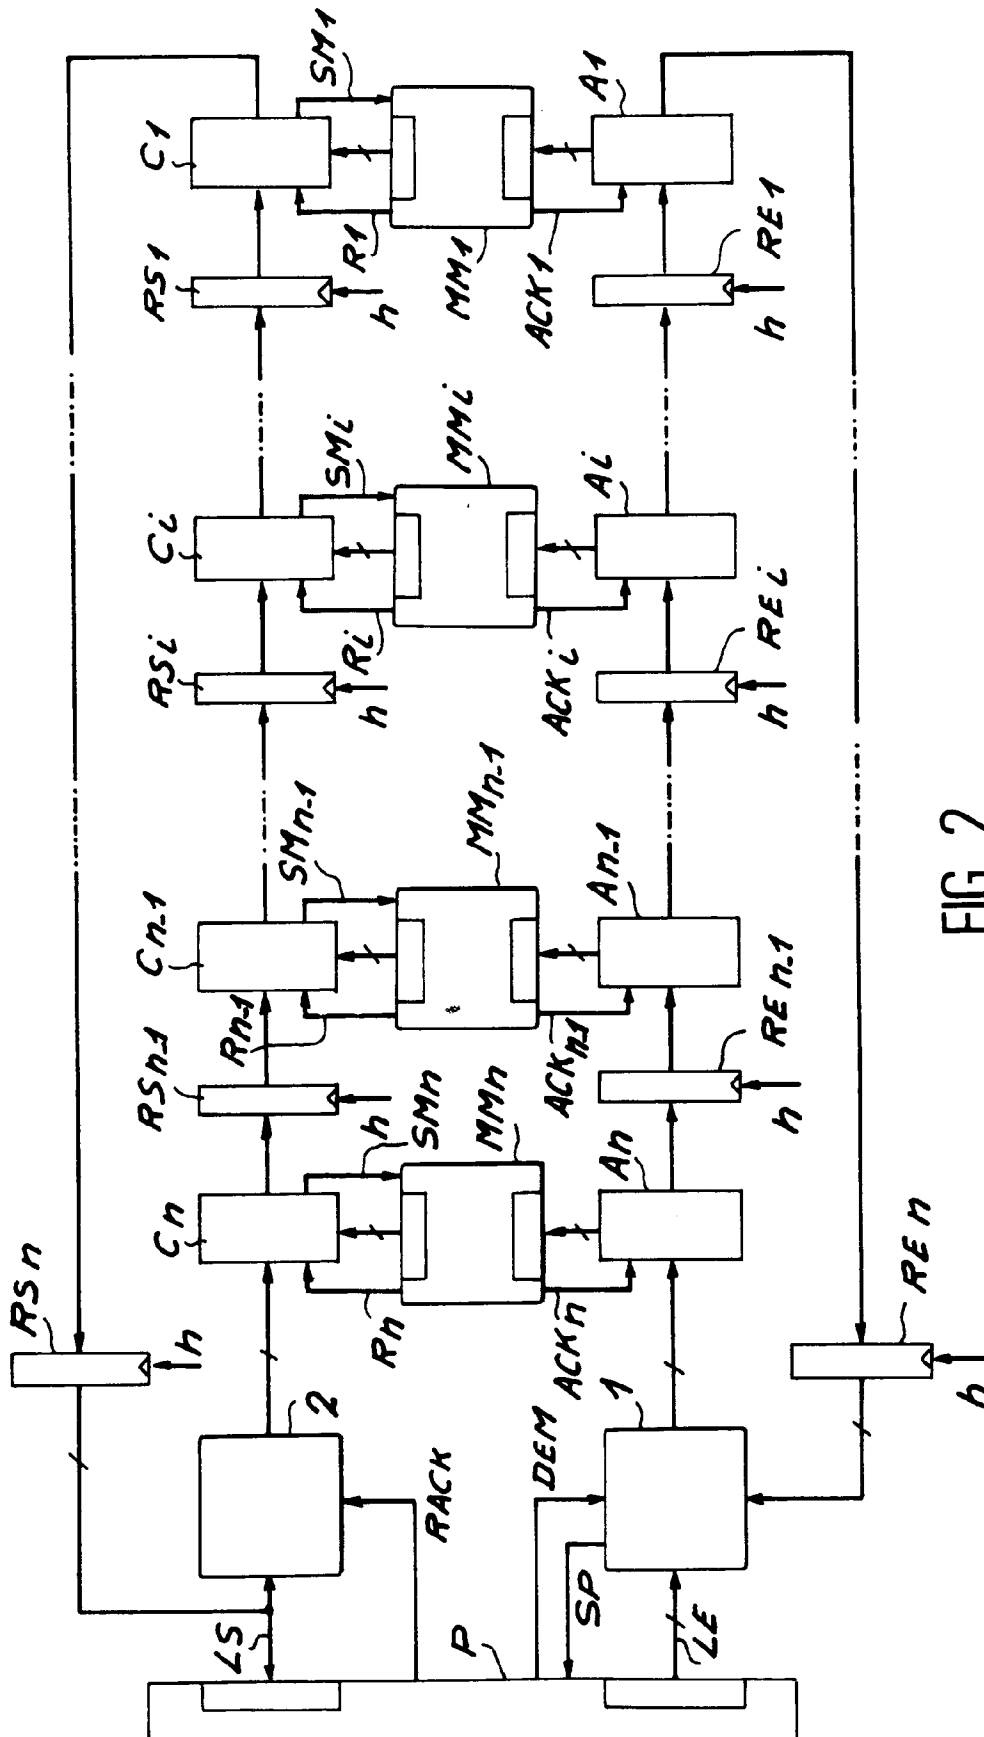 RSn
h
2
LS
RACK
P
Cn
Rn
RSn-1
h
SMn
MMn
ACKn
An
DEM
SP
LE
1
REn
h
Cn-1
Rn-1
SMn-1
MMn-1
ACKn-1
An-1
REn-1
h
RSi
h
Ci
Ri
SMi
MMi
ACKi
Ai
REi
h
RS1
h
C1
R1
SM1
MM1
ACK1
A1
RE1
h
FIG. 2